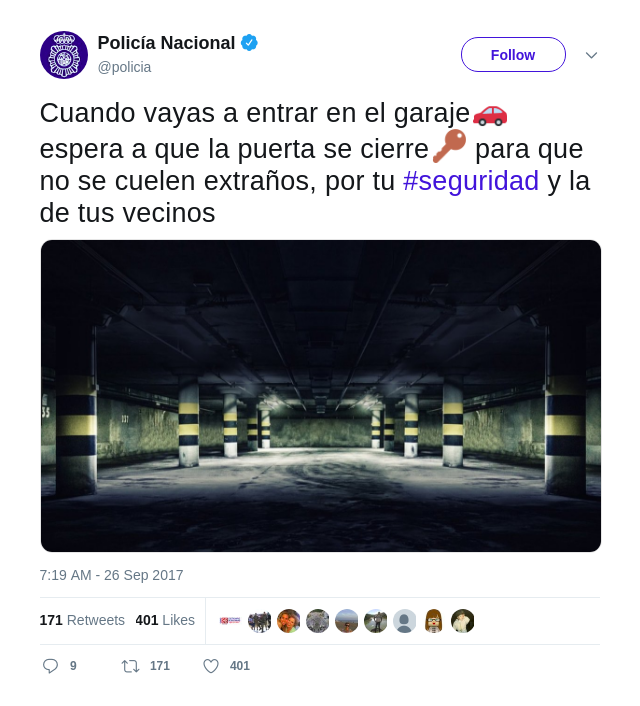 Policía Nacional
@policia
Follow
Cuando vayas a entrar en el garaje🚗
espera a que la puerta se cierre🔑 para que
no se cuelen extraños, por tu #seguridad y la
de tus vecinos
7:19 AM - 26 Sep 2017
171 Retweets 401 Likes
9 171 401